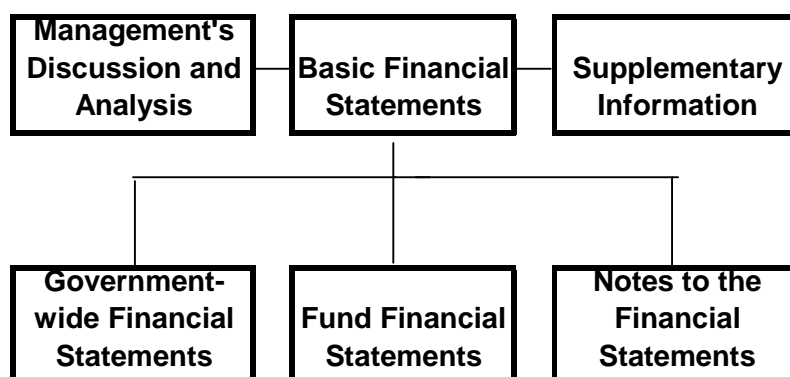 Management's
Discussion and
Analysis
Basic Financial
Statements
Supplementary
Information
Government-
wide Financial
Statements
Fund Financial
Statements
Notes to the
Financial
Statements